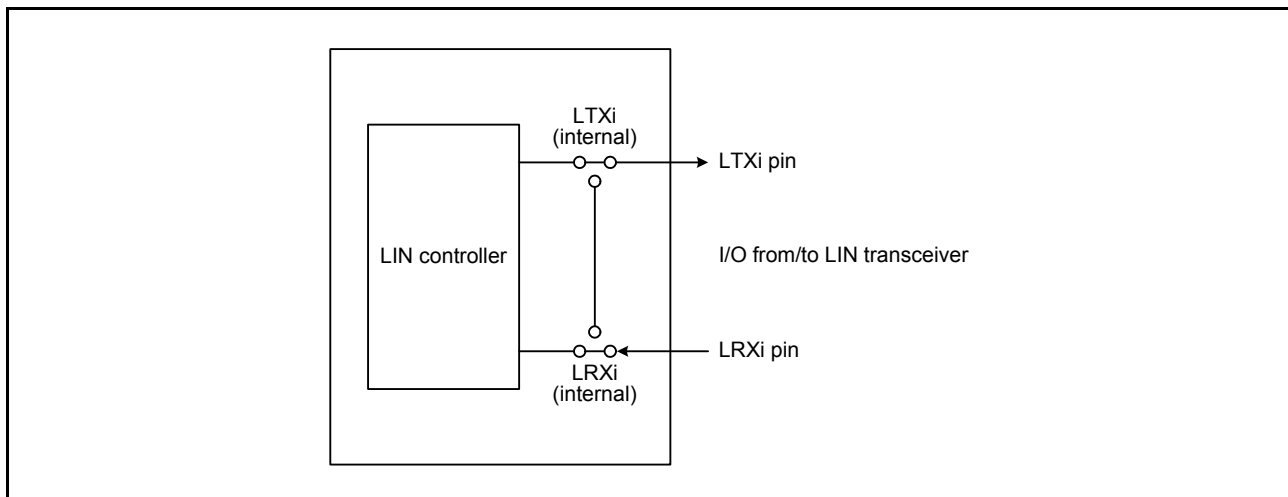 LTXi
(internal)
LTXi pin
LIN controller
I/O from/to LIN transceiver
LRXi pin
LRXi
(internal)